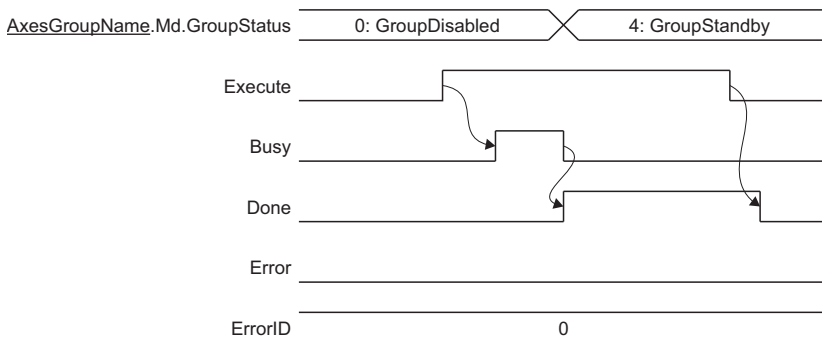 AxesGroupName.Md.GroupStatus 0: GroupDisabled 4: GroupStandby
Execute
Busy
Done
Error
ErrorID 0